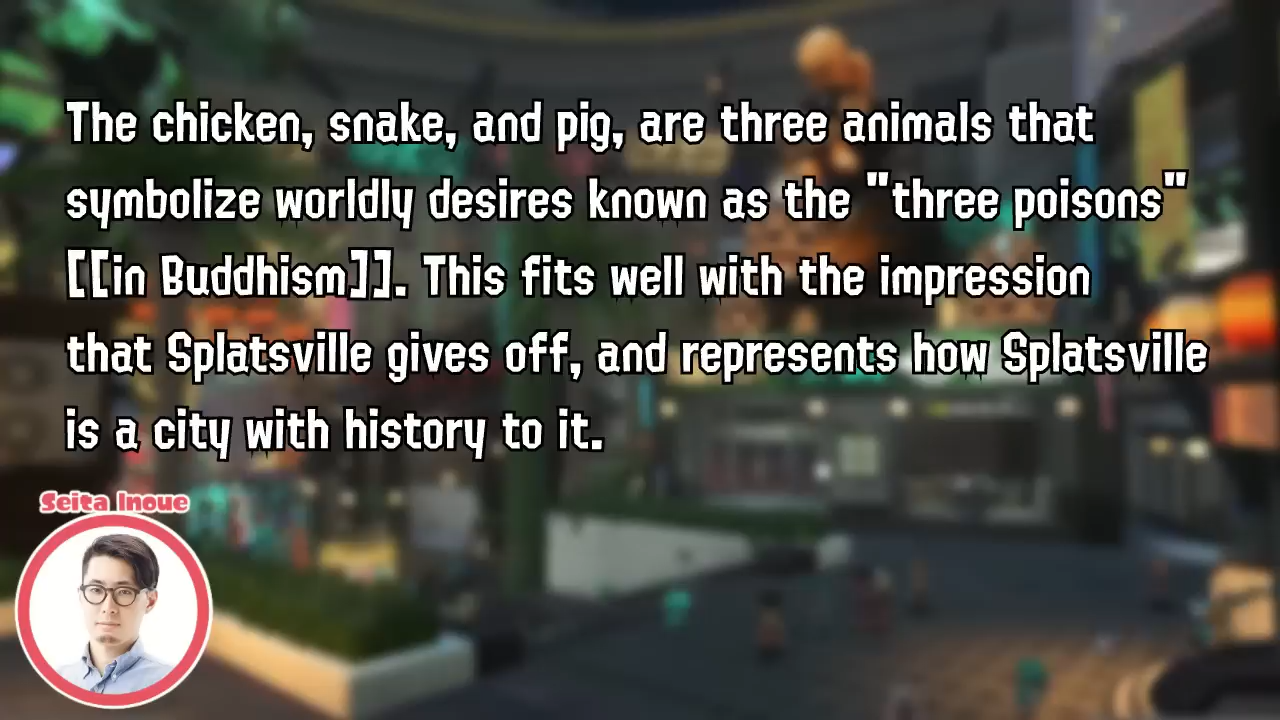 The chicken, snake, and pig, are three animals that
symbolize worldly desires known as the "three poisons"
[[in Buddhism]]. This fits well with the impression
that Splatsville gives off, and represents how Splatsville
is a city with history to it.
Seita Inoue